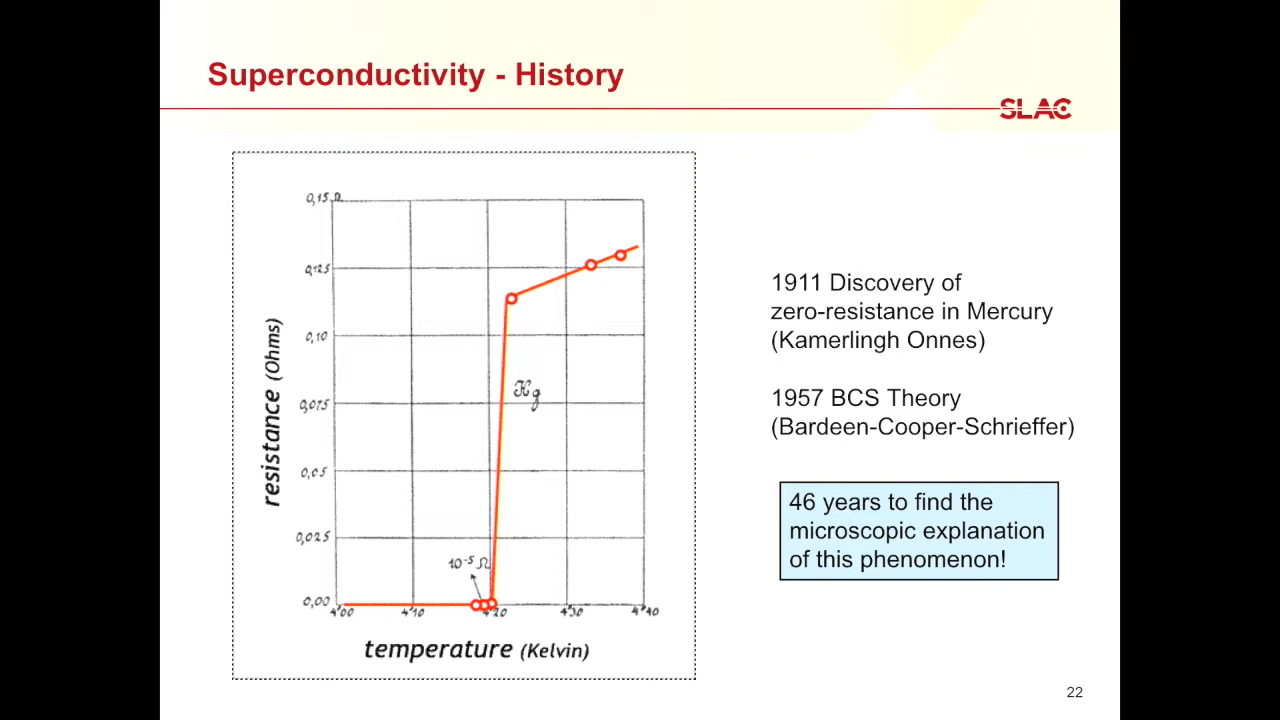 Superconductivity - History
SLAC
0,15 Ω
0,125
0,10
0,075
0,05
0,025
0,00
resistance (Ohms)
Hg
10⁻⁵ Ω
4°00 4°10 4°20 4°30 4°40
temperature (Kelvin)
1911 Discovery of
zero-resistance in Mercury
(Kamerlingh Onnes)
1957 BCS Theory
(Bardeen-Cooper-Schrieffer)
46 years to find the
microscopic explanation
of this phenomenon!
22